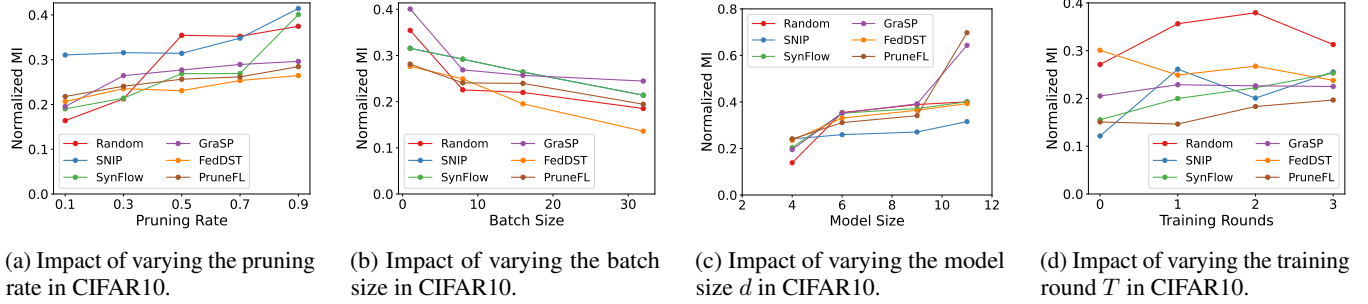 Normalized MI
0.4
0.3
0.2
0.1
0.0
Random
SNIP
SynFlow
GraSP
FedDST
PruneFL
0.1 0.3 0.5 0.7 0.9
Pruning Rate
(a) Impact of varying the pruning
rate in CIFAR10.
Normalized MI
0.4
0.3
0.2
0.1
0.0
Random
SNIP
SynFlow
GraSP
FedDST
PruneFL
0 10 20 30
Batch Size
(b) Impact of varying the batch
size in CIFAR10.
Normalized MI
0.8
0.6
0.4
0.2
0.0
Random
SNIP
SynFlow
GraSP
FedDST
PruneFL
2 4 6 8 10 12
Model Size
(c) Impact of varying the model
size d in CIFAR10.
Normalized MI
0.4
0.3
0.2
0.1
0.0
Random
SNIP
SynFlow
GraSP
FedDST
PruneFL
0 1 2 3
Training Rounds
(d) Impact of varying the training
round T in CIFAR10.